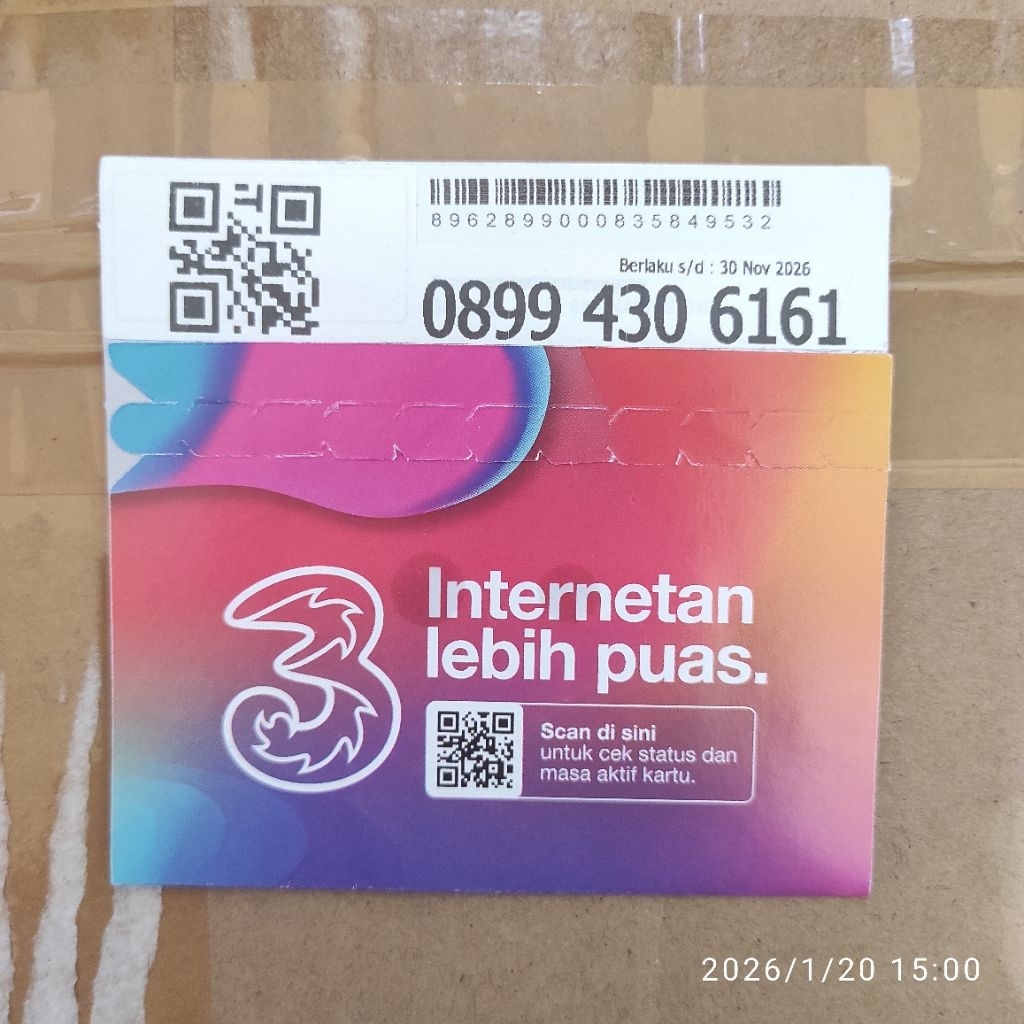 8962899000835849532
Berlaku s/d : 30 Nov 2026
0899 430 6161
3
Internetan
lebih puas.
Scan di sini
untuk cek status dan
masa aktif kartu.
2026/1/20 15:00